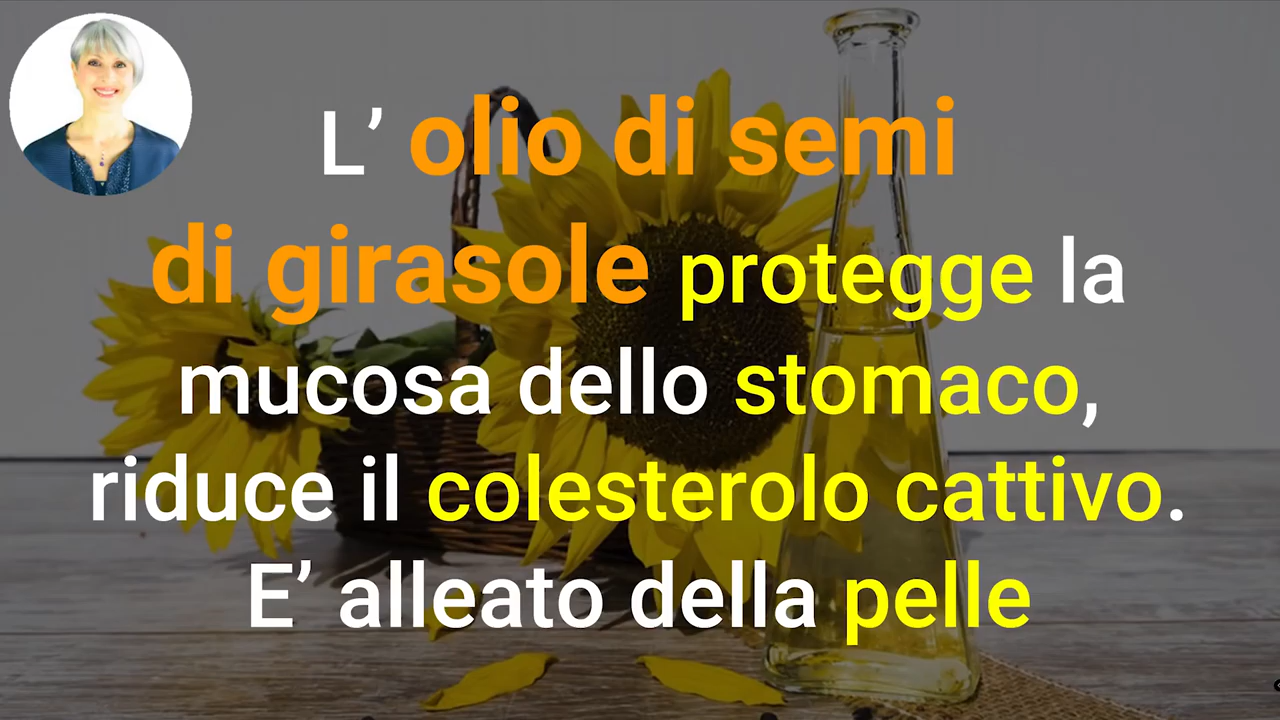 L’ olio di semi
di girasole protegge la
mucosa dello stomaco,
riduce il colesterolo cattivo.
E’ alleato della pelle